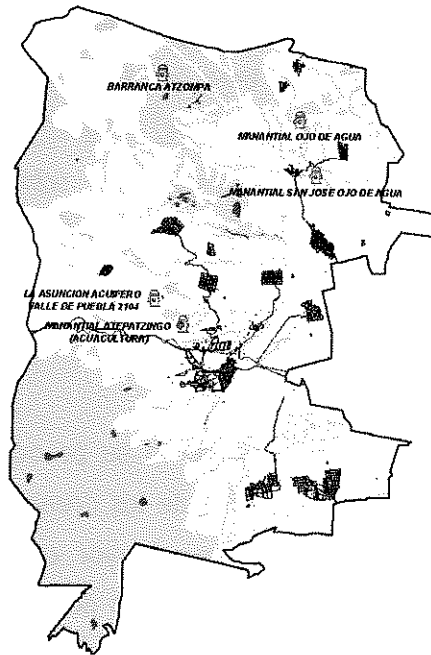 BARRANCA ATZOMPA
MANANTIAL OJO DE AGUA
MANANTIAL SAN JOSE OJO DE AGUA
LA ASUNCION ACUIFERO
VALLE DE PUEBLA 2104
MANANTIAL ATEPATZINGO
(ACUACULTURA)